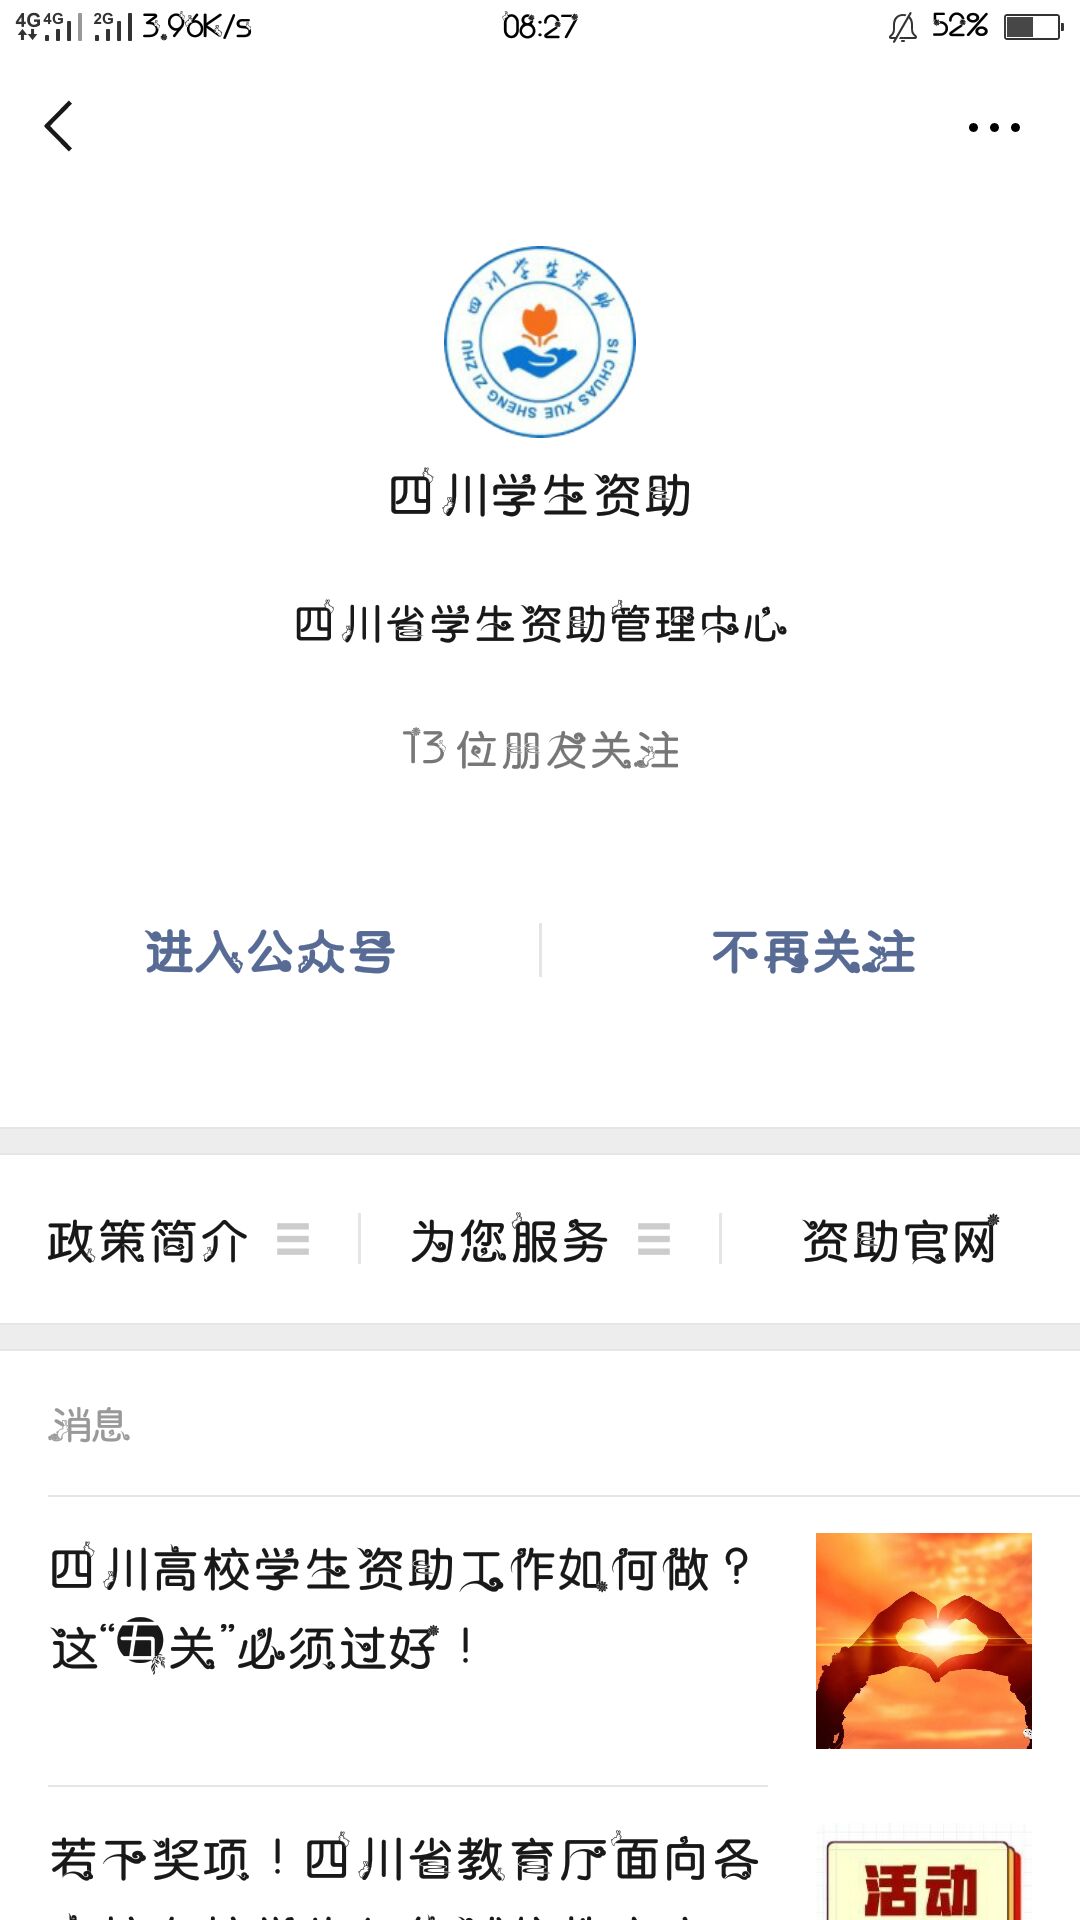 4G 4G 2G 3.96K/s 08:27 52%
四川学生资助
SI CHUAS XUE SHENG ZI ZHU
四川学生资助
四川省学生资助管理中心
13位朋友关注
进入公众号 不再关注
政策简介 为您服务 资助官网
消息
四川高校学生资助工作如何做？
这“五关”必须过好！
若干奖项！四川省教育厅面向各
活动